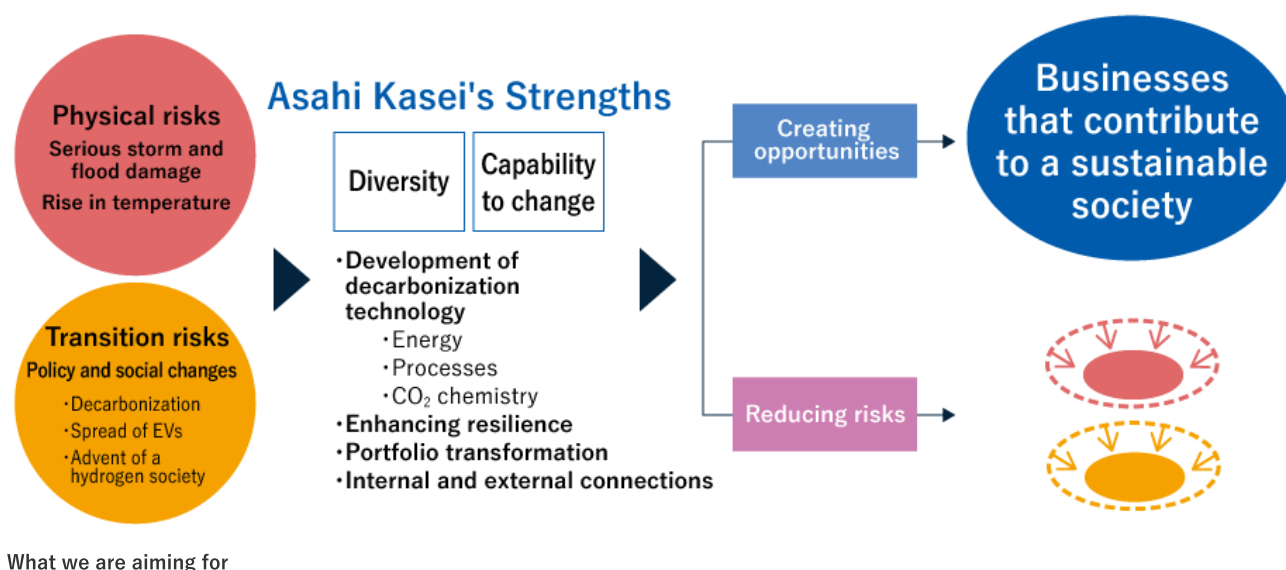 Physical risks
Serious storm and
flood damage
Rise in temperature
Transition risks
Policy and social changes
・Decarbonization
・Spread of EVs
・Advent of a
hydrogen society
Asahi Kasei's Strengths
Diversity
Capability
to change
・Development of
decarbonization
technology
・Energy
・Processes
・CO₂ chemistry
・Enhancing resilience
・Portfolio transformation
・Internal and external connections
Creating
opportunities
Reducing risks
Businesses
that contribute
to a sustainable
society
What we are aiming for